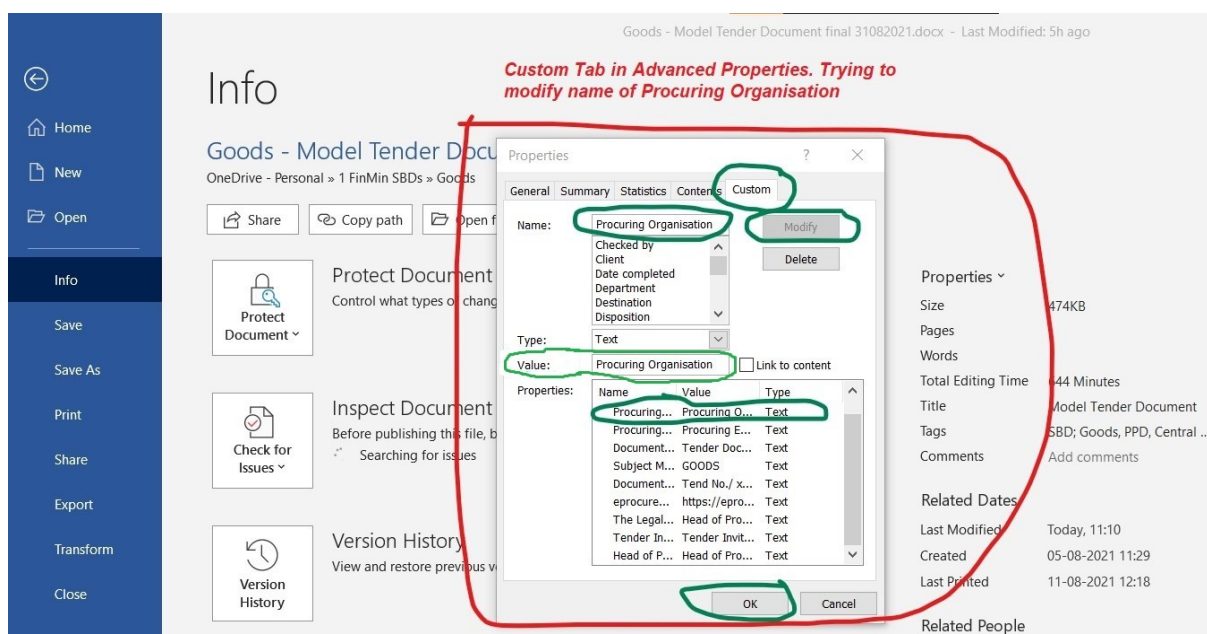 Goods - Model Tender Document final 31082021.docx - Last Modified: 5h ago
Custom Tab in Advanced Properties. Trying to
modify name of Procuring Organisation
Info
Home
New
Open
Info
Save
Save As
Print
Share
Export
Transform
Close
Goods - Model Tender Docu
OneDrive - Personal » 1 FinMin SBDs » Goods
Share
Copy path
Open f
Protect
Document
Protect Document
Control what types of chang
Check for
Issues
Inspect Document
Before publishing this file, b
Searching for issues
Version
History
Version History
View and restore previous v
Properties
?
General Summary Statistics Contents Custom
Name: Procuring Organisation Modify
Checked by
Client
Date completed
Department
Destination
Disposition
Delete
Type: Text
Value: Procuring Organisation Link to content
Properties: Name Value Type
Procuring... Procuring O... Text
Procuring... Procuring E... Text
Document... Tender Doc... Text
Subject M... GOODS Text
Document... Tend No./ x... Text
eprocure... https://epro... Text
The Legal... Head of Pro... Text
Tender In... Tender Invit... Text
Head of P... Head of Pro... Text
OK Cancel
Properties
Size 474KB
Pages
Words
Total Editing Time 644 Minutes
Title Model Tender Document
Tags SBD; Goods, PPD, Central ..
Comments Add comments
Related Dates
Last Modified Today, 11:10
Created 05-08-2021 11:29
Last Printed 11-08-2021 12:18
Related People